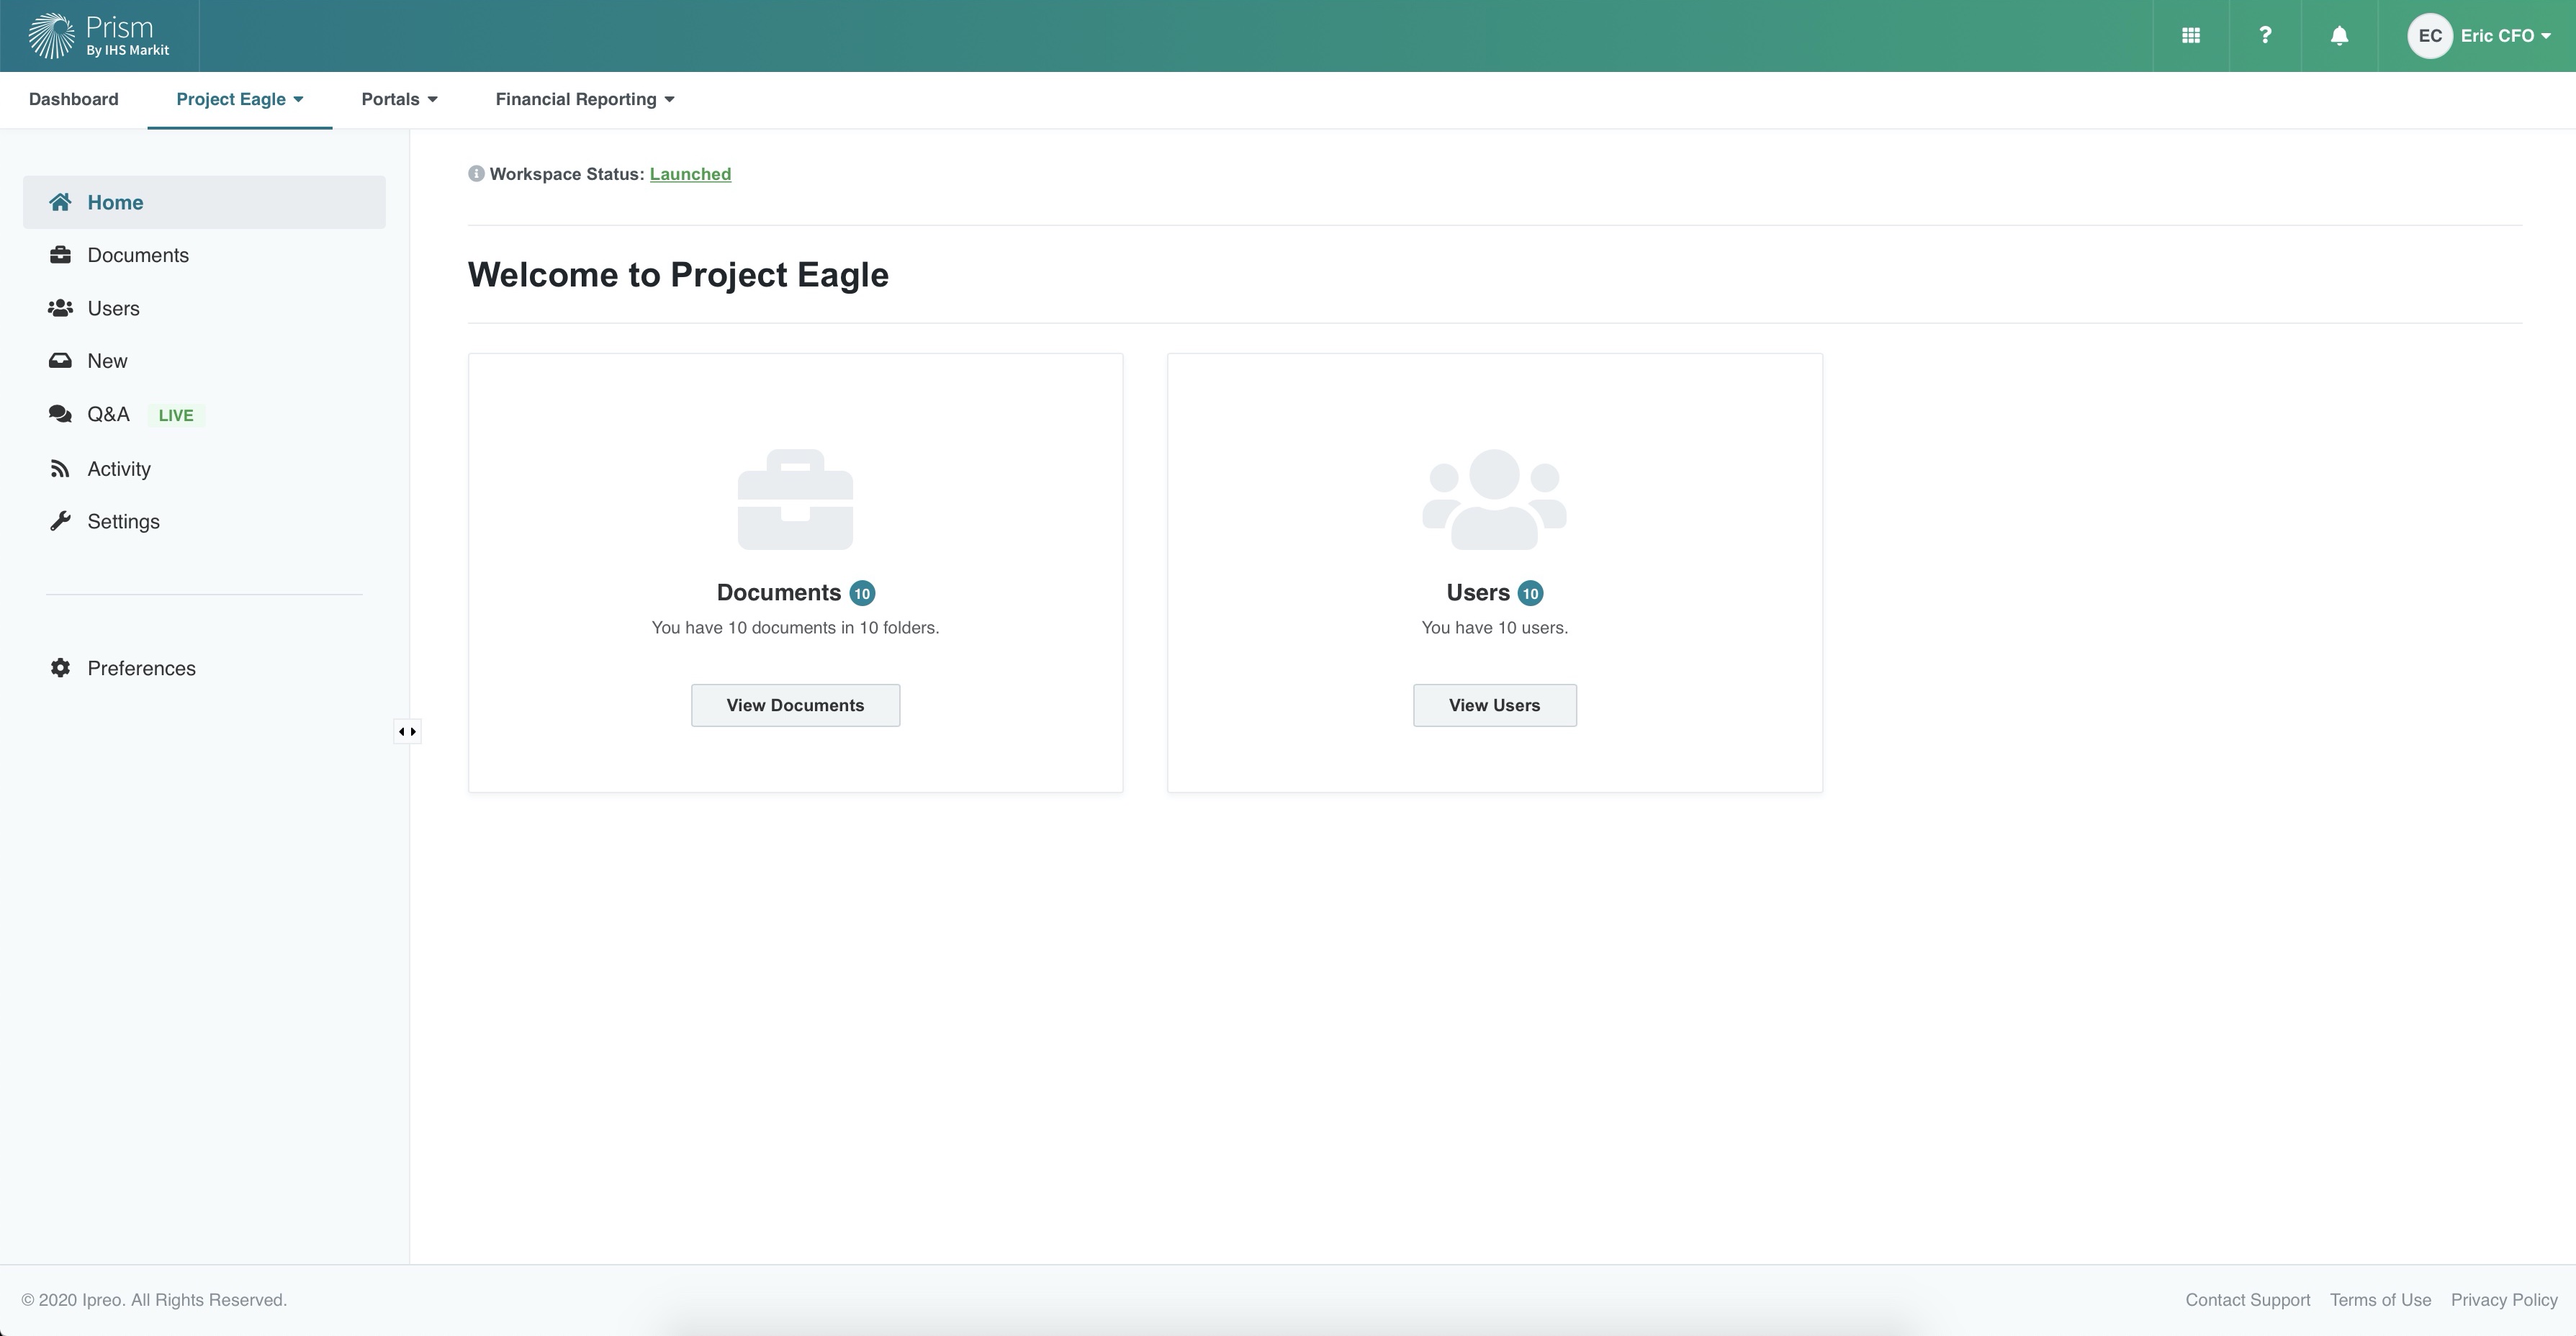 Prism
By IHS Markit
EC Eric CFO
Dashboard Project Eagle Portals Financial Reporting
Home
Documents
Users
New
Q&A LIVE
Activity
Settings
Preferences
Workspace Status: Launched
Welcome to Project Eagle
Documents 10
You have 10 documents in 10 folders.
View Documents
Users 10
You have 10 users.
View Users
© 2020 Ipreo. All Rights Reserved.
Contact Support Terms of Use Privacy Policy